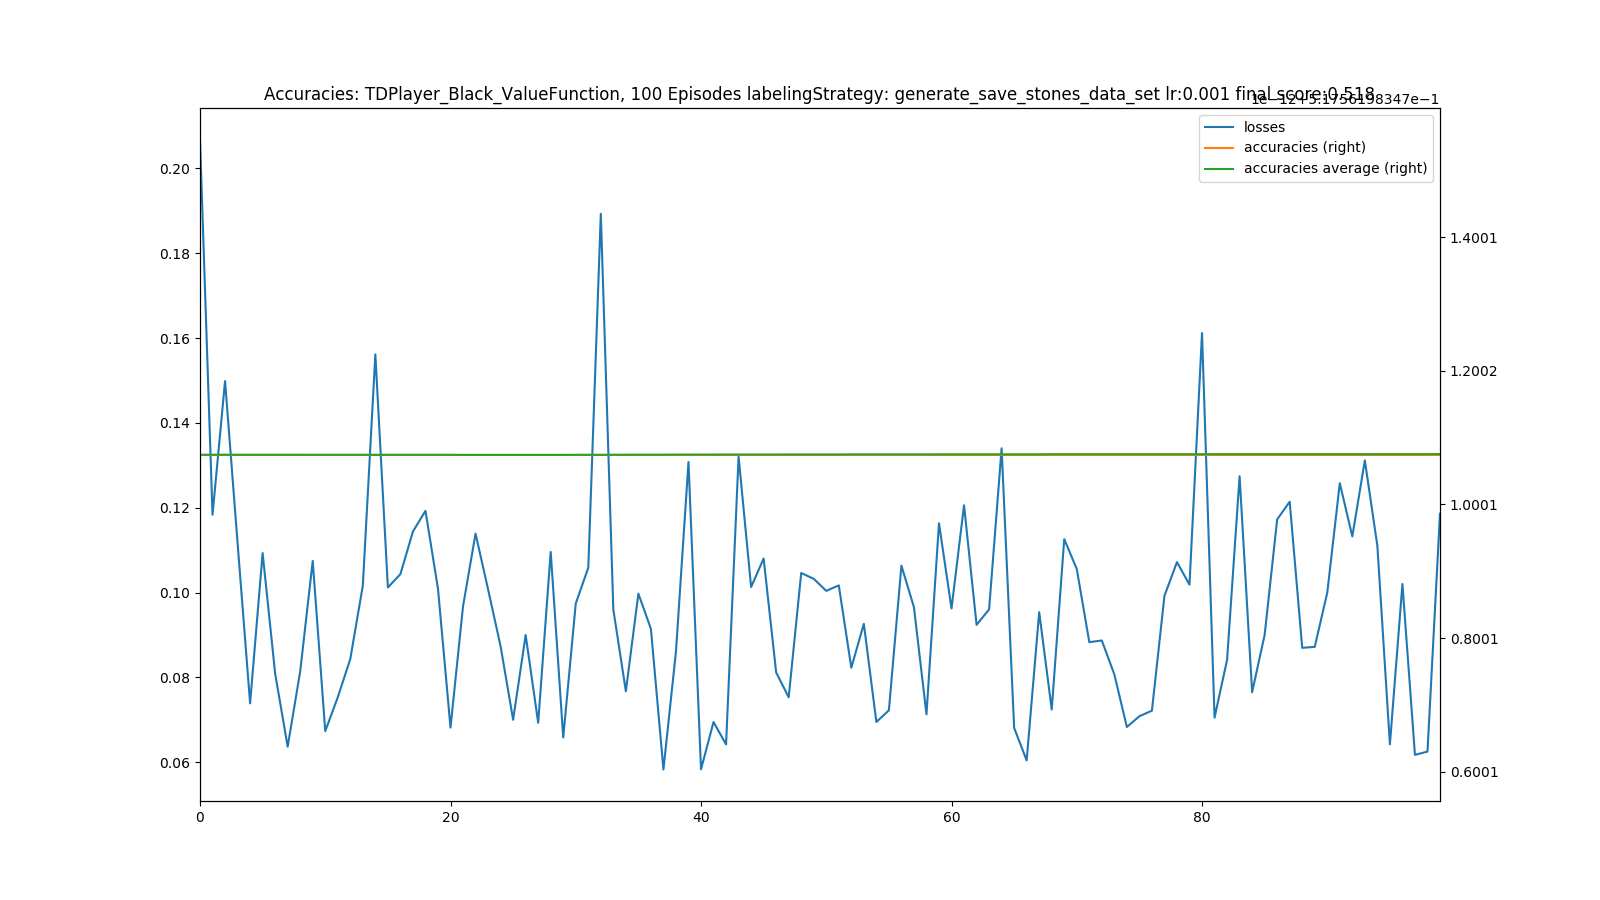 Accuracies: TDPlayer_Black_ValueFunction, 100 Episodes labelingStrategy: generate_save_stones_data_set lr:0.001 final score:0.518
1e−12+5.1756198347e−1
losses
accuracies (right)
accuracies average (right)
0.20
0.18
0.16
0.14
0.12
0.10
0.08
0.06
1.4001
1.2002
1.0001
0.8001
0.6001
0 20 40 60 80